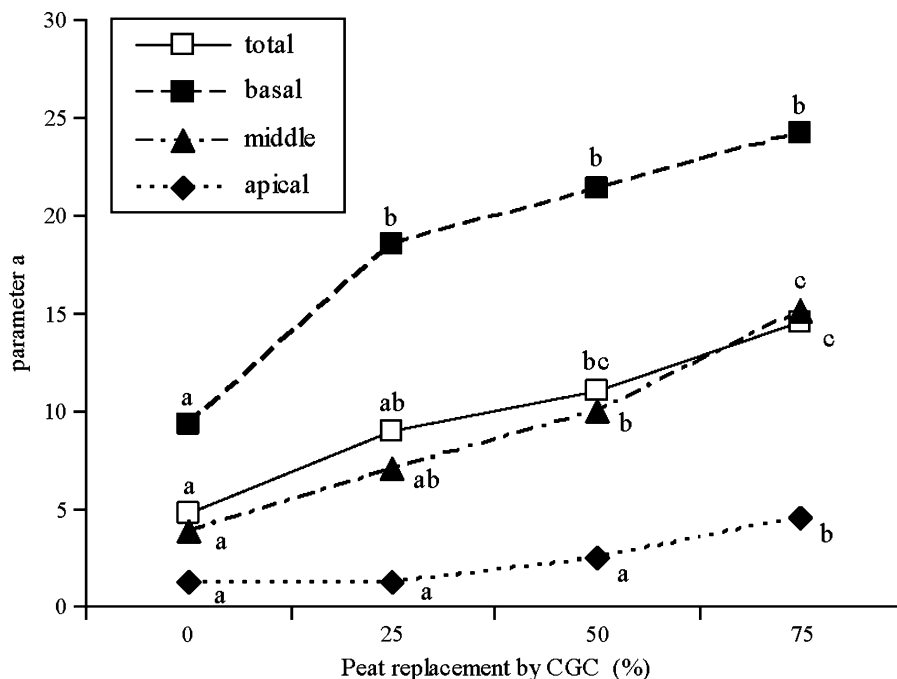 30
total
basal
middle
apical
25
20
15
10
5
0
parameter a
a
b
b
b
a
ab
bc
c
a
ab
b
c
a
a
a
b
0
25
50
75
Peat replacement by CGC (%)